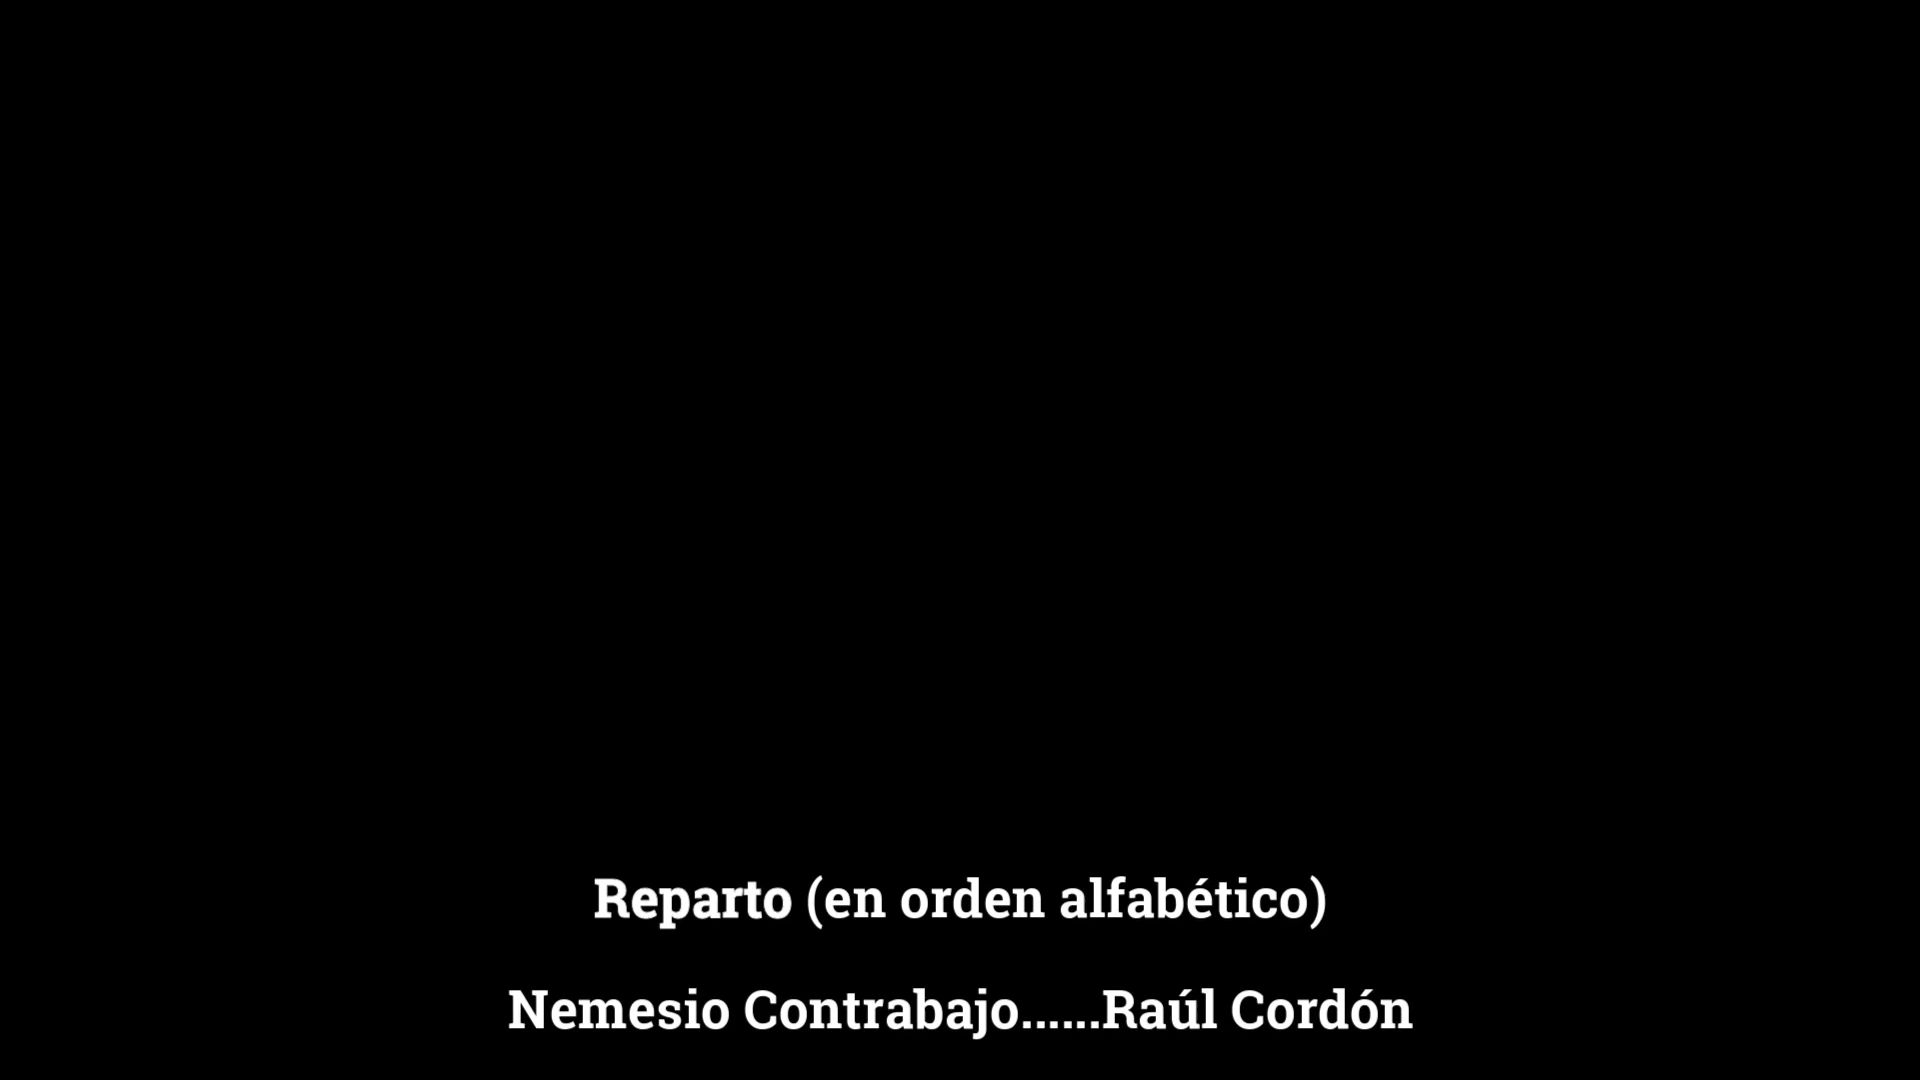 Reparto (en orden alfabético)
Nemesio Contrabajo......Raúl Cordón